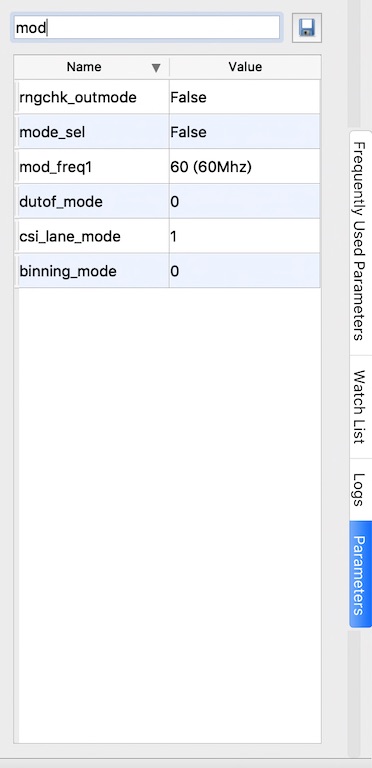 mod
Name Value
rngchk_outmode False
mode_sel False
mod_freq1 60 (60Mhz)
dutof_mode 0
csi_lane_mode 1
binning_mode 0
Frequently Used Parameters
Watch List
Logs
Parameters